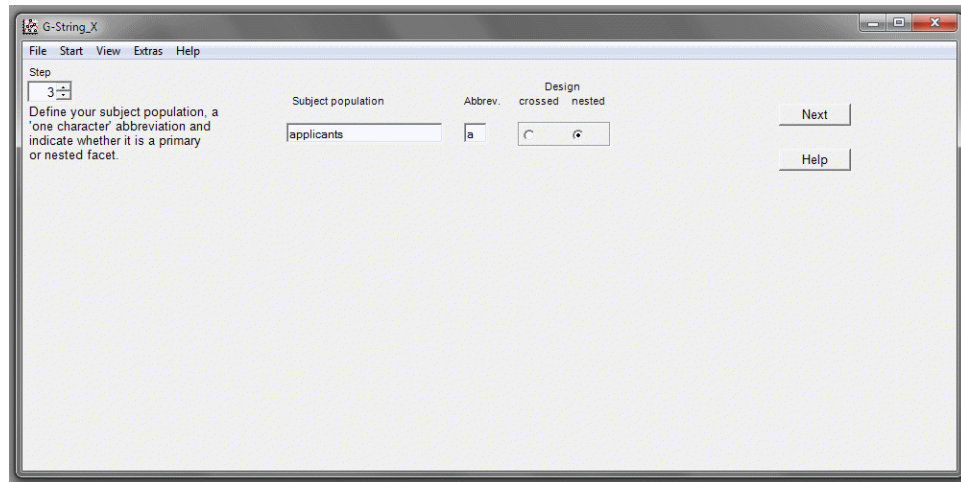 G-String_X
File Start View Extras Help
Step
3
Define your subject population, a
'one character' abbreviation and
indicate whether it is a primary
or nested facet.
Design
Subject population Abbrev. crossed nested
applicants a
Next
Help